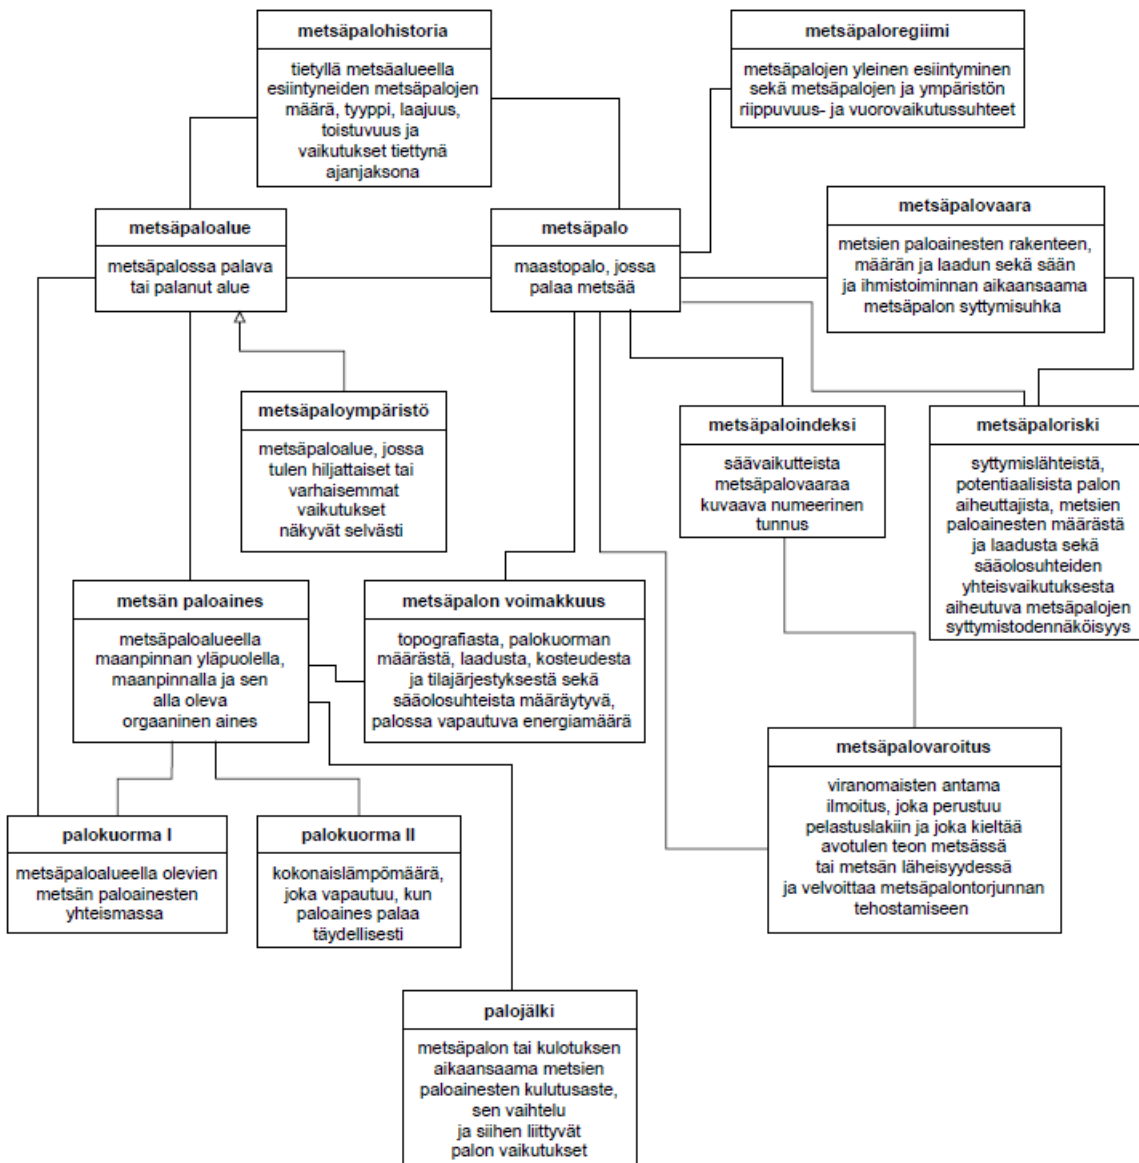 metsäpalohistoria
tietyllä metsäalueella
esiintyneiden metsäpalojen
määrä, tyyppi, laajuus,
toistuvuus ja
vaikutukset tiettynä
ajanjaksona
metsäpaloregiimi
metsäpalojen yleinen esiintyminen
sekä metsäpalojen ja ympäristön
riippuvuus- ja vuorovaikutussuhteet
metsäpaloalue
metsäpalossa palava
tai palanut alue
metsäpalo
maastopalo, jossa
palaa metsää
metsäpalovaara
metsien paloainesten rakenteen,
määrän ja laadun sekä sään
ja ihmistoiminnan aikaansaama
metsäpalon syttymisuhka
metsäpaloympäristö
metsäpaloalue, jossa
tulen hiljattaiset tai
varhaisemmat
vaikutukset
näkyvät selvästi
metsäpaloindeksi
säävaikutteista
metsäpalovaaraa
kuvaava numeerinen
tunnus
metsäpaloriski
syttymislähteistä,
potentiaalisista palon
aiheuttajista, metsien
paloainesten määrästä
ja laadusta sekä
sääolosuhteiden
yhteisvaikutuksesta
aiheutuva metsäpalojen
syttymistodennäköisyys
metsän paloaines
metsäpaloalueella
maanpinnan yläpuolella,
maanpinnalla ja sen
alla oleva
orgaaninen aines
metsäpalon voimakkuus
topografiasta, palokuorman
määrästä, laadusta, kosteudesta
ja tilajärjestyksestä sekä
sääolosuhteista määräytyvä,
palossa vapautuva energiamäärä
metsäpalovaroitus
viranomaisten antama
ilmoitus, joka perustuu
pelastuslakiin ja joka kieltää
avotulen teon metsässä
tai metsän läheisyydessä
ja velvoittaa metsäpalontorjunnan
tehostamiseen
palokuorma I
metsäpaloalueella olevien
metsän paloainesten
yhteismassa
palokuorma II
kokonaislämpömäärä,
joka vapautuu, kun
paloaines palaa
täydellisesti
palojälki
metsäpalon tai kulotuksen
aikaansaama metsien
paloainesten kulutusaste,
sen vaihtelu
ja siihen liittyvät
palon vaikutukset